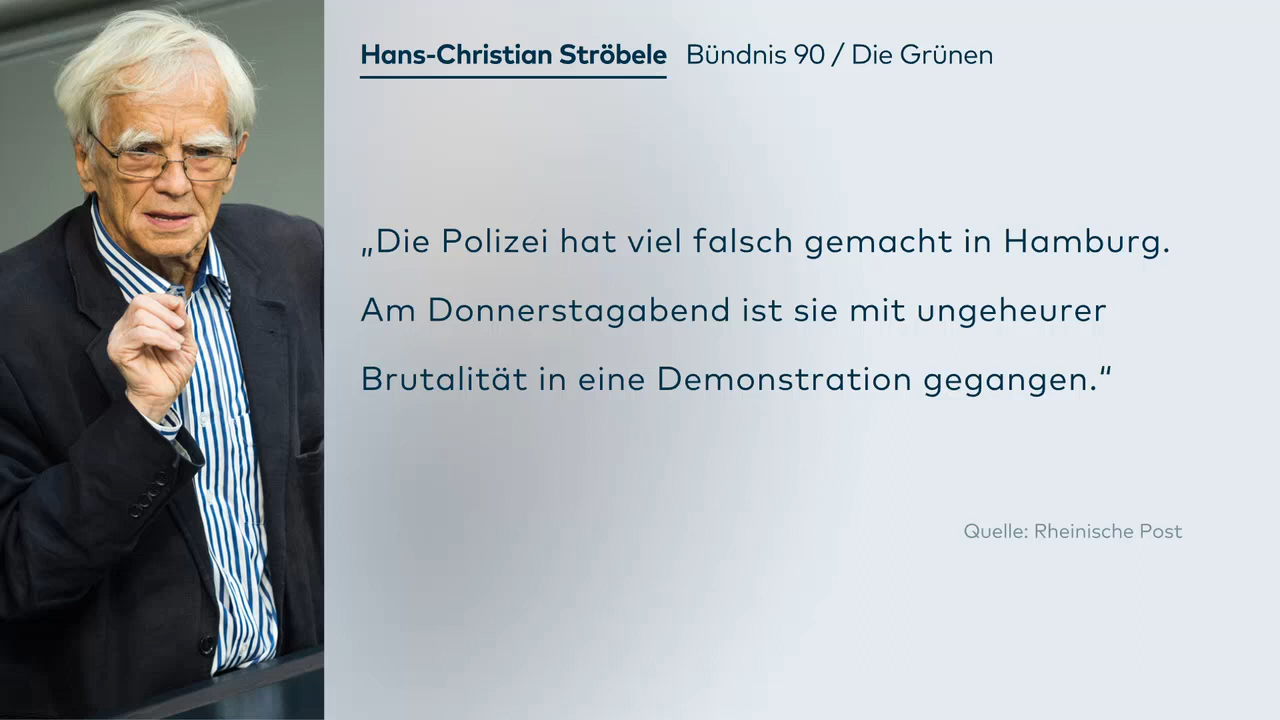 Hans-Christian Ströbele Bündnis 90 / Die Grünen
„Die Polizei hat viel falsch gemacht in Hamburg.
Am Donnerstagabend ist sie mit ungeheurer
Brutalität in eine Demonstration gegangen.“
Quelle: Rheinische Post